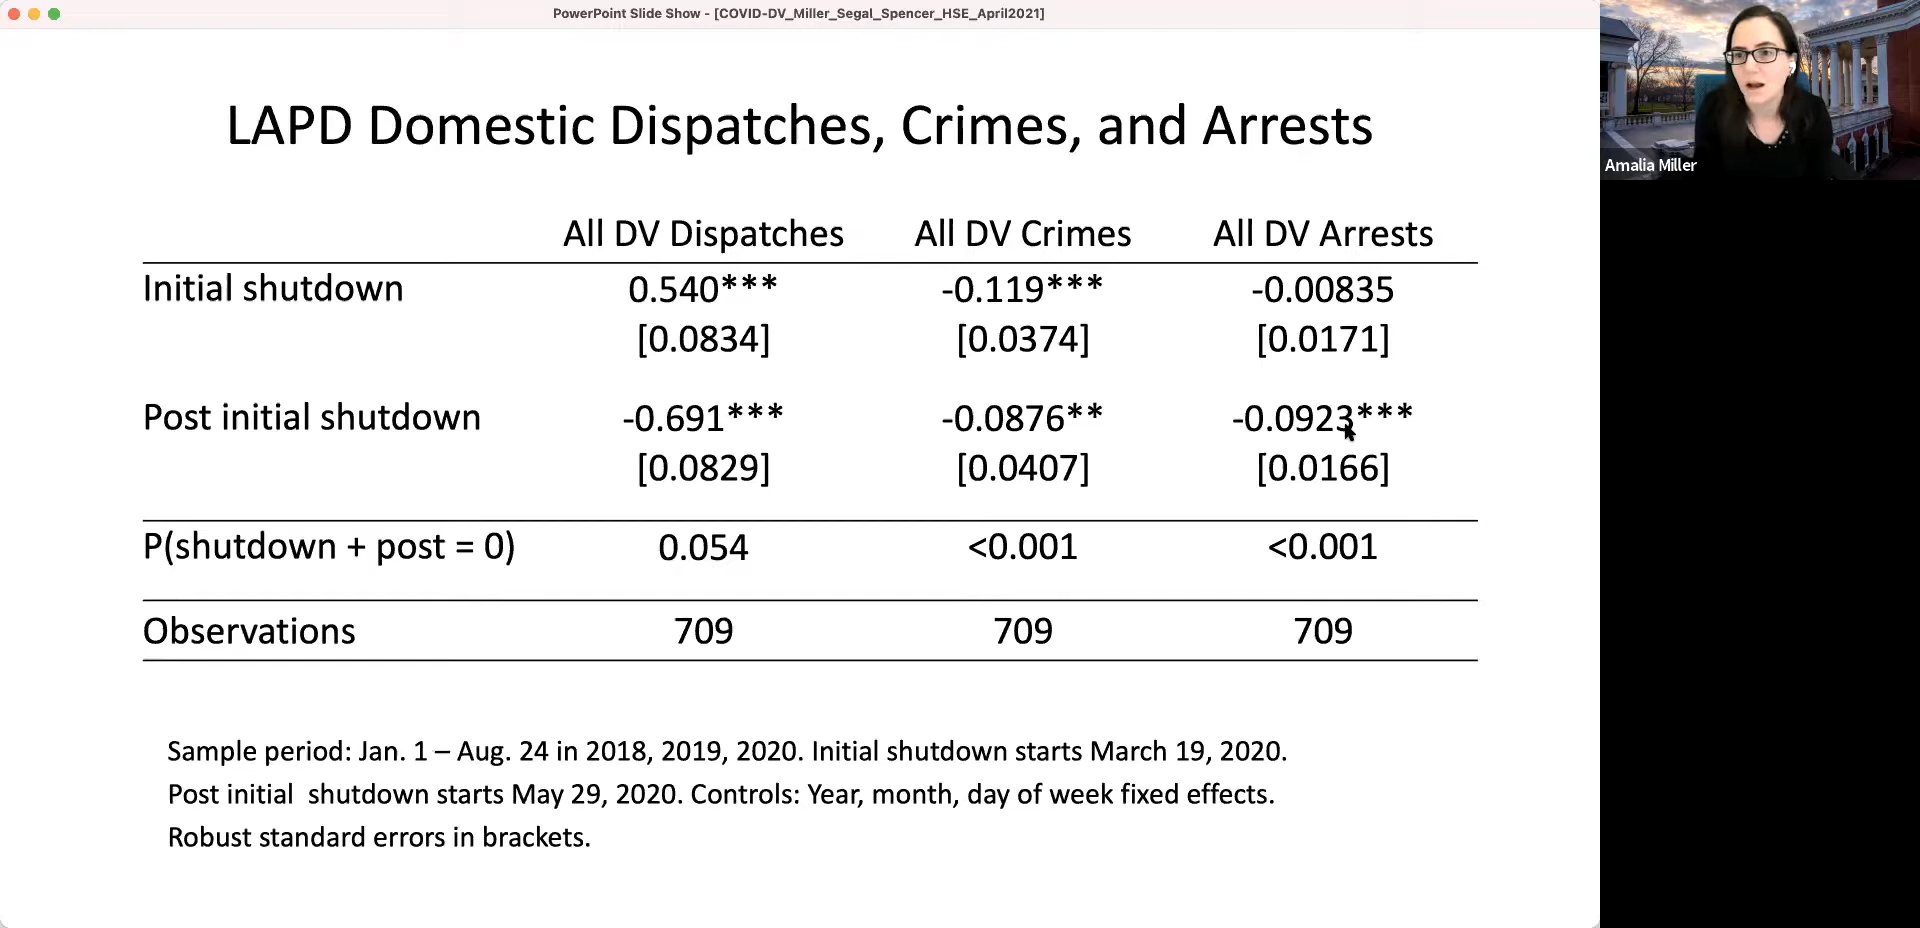 PowerPoint Slide Show - [COVID-DV_Miller_Segal_Spencer_HSE_April2021]
LAPD Domestic Dispatches, Crimes, and Arrests
All DV Dispatches All DV Crimes All DV Arrests
Initial shutdown 0.540*** -0.119*** -0.00835
[0.0834] [0.0374] [0.0171]
Post initial shutdown -0.691*** -0.0876** -0.0923***
[0.0829] [0.0407] [0.0166]
P(shutdown + post = 0) 0.054 <0.001 <0.001
Observations 709 709 709
Sample period: Jan. 1 – Aug. 24 in 2018, 2019, 2020. Initial shutdown starts March 19, 2020.
Post initial shutdown starts May 29, 2020. Controls: Year, month, day of week fixed effects.
Robust standard errors in brackets.
Amalia Miller